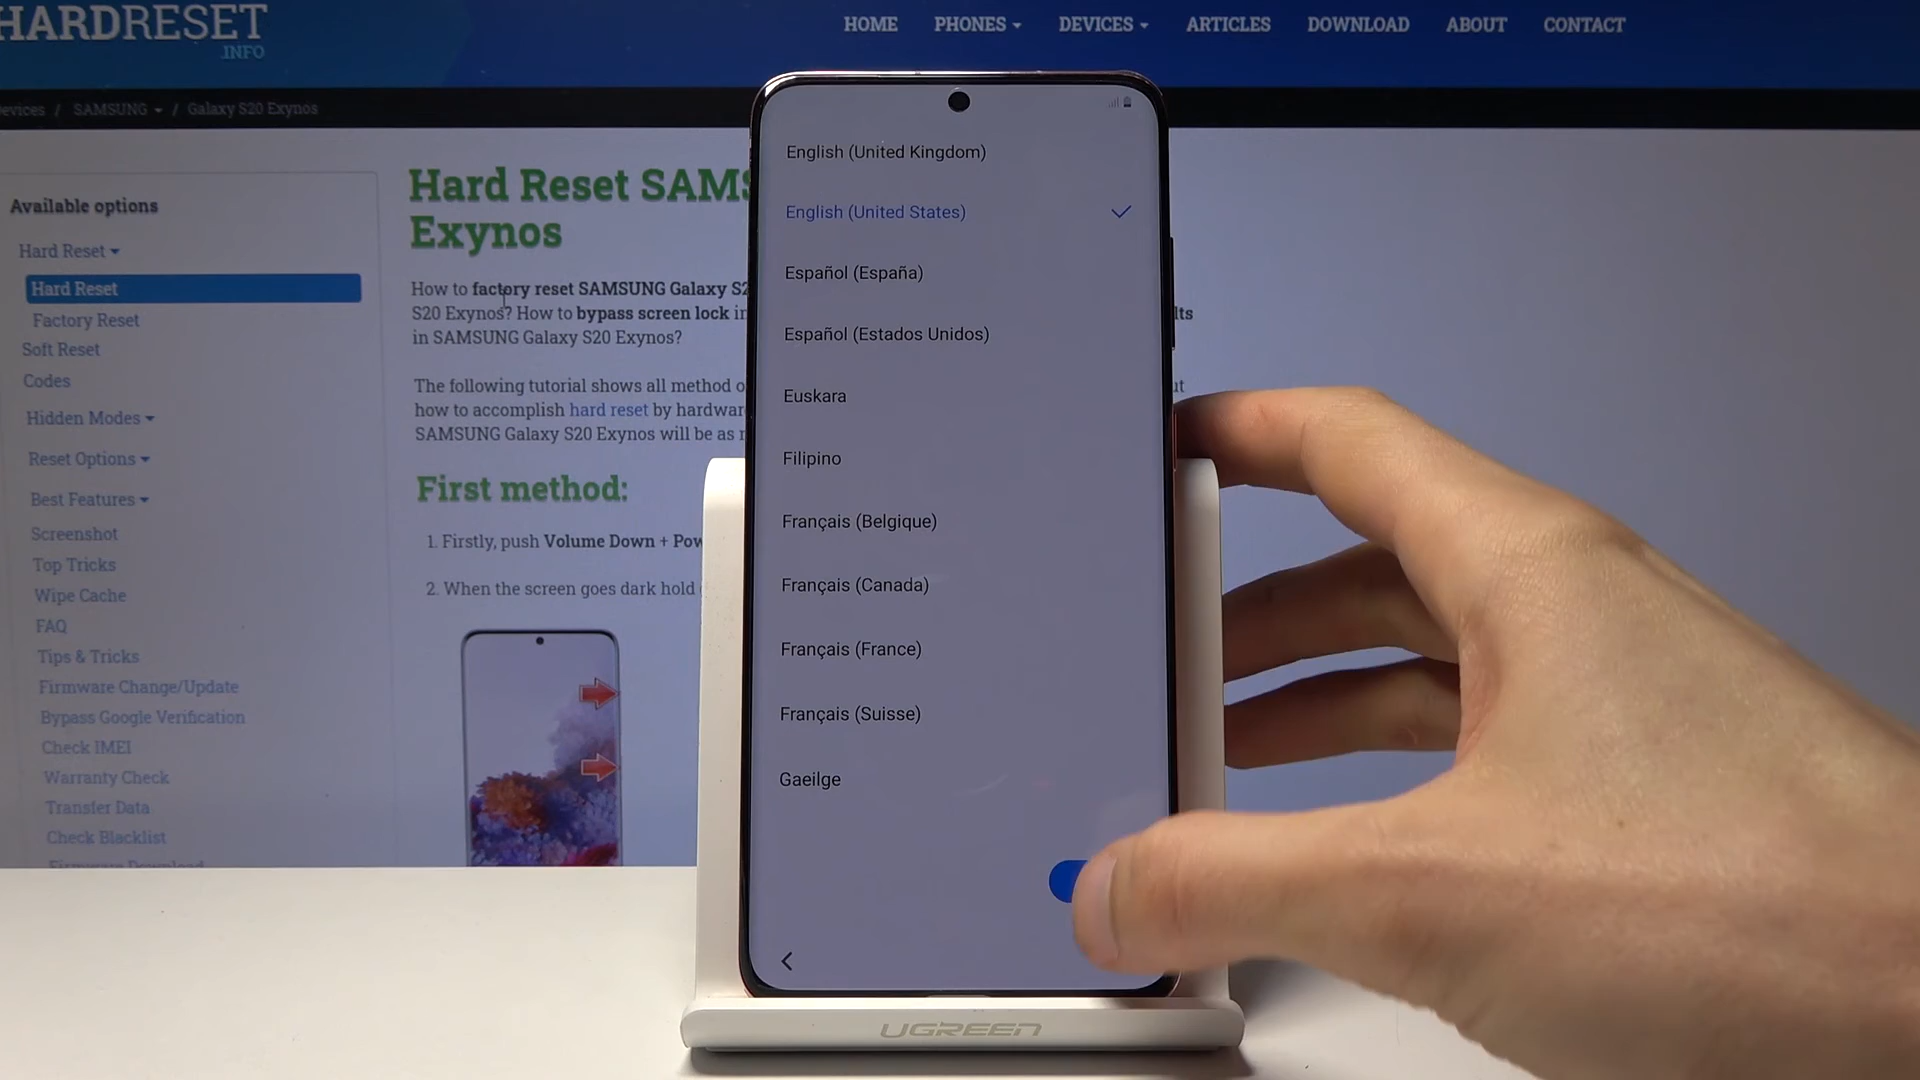 HARDRESET
.INFO
HOME PHONES DEVICES ARTICLES DOWNLOAD ABOUT CONTACT
/ SAMSUNG / Galaxy S20 Exynos
Available options
Hard Reset
Hard Reset
Factory Reset
Soft Reset
Codes
Hidden Modes
Reset Options
Best Features
Screenshot
Top Tricks
Wipe Cache
FAQ
Tips & Tricks
Firmware Change/Update
Bypass Google Verification
Check IMEI
Warranty Check
Transfer Data
Check Blacklist
Firmware Download
Hard Reset
Exynos
How to factory reset SAMSUNG Galaxy
S20 Exynos? How to bypass screen lock
in SAMSUNG Galaxy S20 Exynos?
The following tutorial shows all method
how to accomplish hard reset by
SAMSUNG Galaxy S20 Exynos will be as
First method:
1. Firstly, push Volume Down +
2. When the screen goes dark hold
English (United Kingdom)
English (United States)
Español (España)
Español (Estados Unidos)
Euskara
Filipino
Français (Belgique)
Français (Canada)
Français (France)
Français (Suisse)
Gaeilge
UGREEN